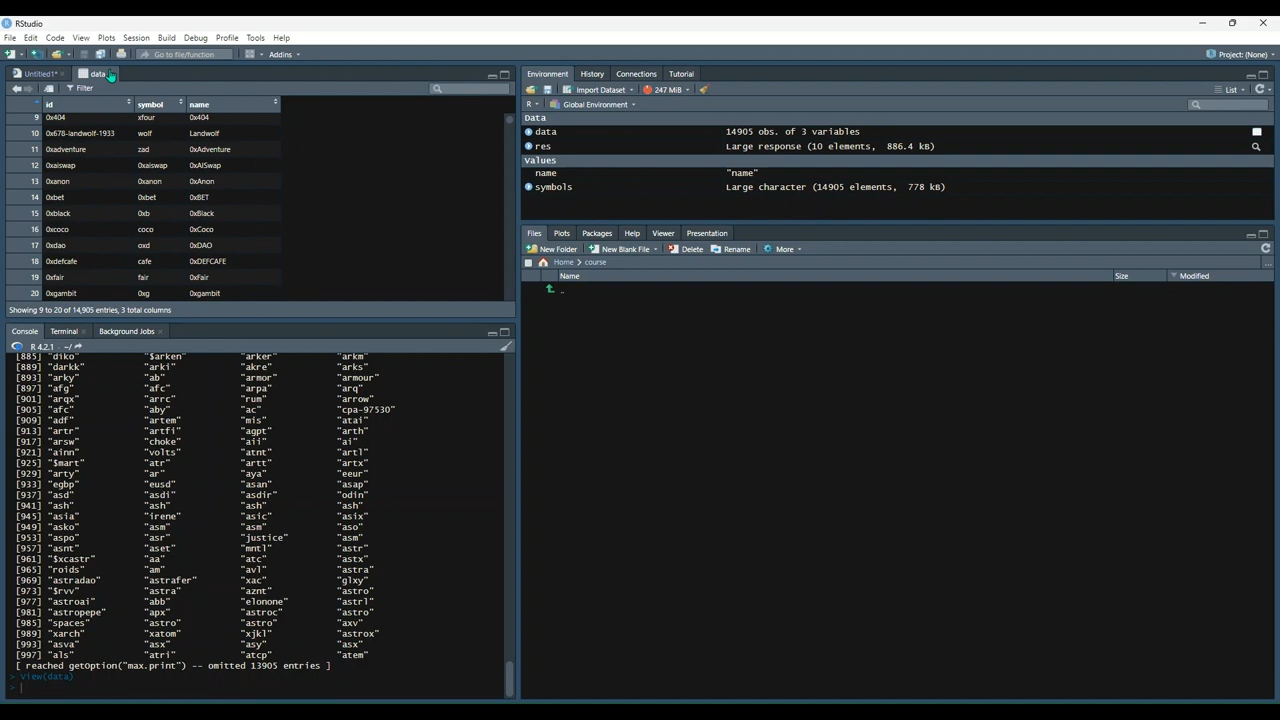 RStudio
File Edit Code View Plots Session Build Debug Profile Tools Help
Go to file/function Addins Project: (None)
Untitled1* data
Filter
id symbol name
9 0x404 xfour 0x404
10 0x678-landwolf-1933 wolf Landwolf
11 0xadventure zad 0xAdventure
12 0xaiswap 0xaiswap 0xAISwap
13 0xanon 0xanon 0xAnon
14 0xbet 0xbet 0xBET
15 0xblack 0xb 0xBlack
16 0xcoco coco 0xCoco
17 0xdao oxd 0xDAO
18 0xdefcafe cafe 0xDEFCAFE
19 0xfair fair 0xFair
20 0xgambit 0xg 0xgambit
Showing 9 to 20 of 14,905 entries, 3 total columns
Console Terminal Background Jobs
R 4.2.1 · ~/
[885] "diko" "$arken" "arker" "arkm"
[889] "darkk" "arki" "akre" "arks"
[893] "arky" "ab" "armor" "armour"
[897] "afg" "afc" "arpa" "arq"
[901] "arqx" "arrc" "rum" "arrow"
[905] "afc" "aby" "ac" "cpa-97530"
[909] "adf" "artem" "mis" "atai"
[913] "artr" "artfi" "agpt" "arth"
[917] "arsw" "choke" "aii" "ai"
[921] "ainn" "volts" "atnt" "artl"
[925] "$mart" "atr" "artt" "artx"
[929] "arty" "ar" "aya" "eeur"
[933] "egbp" "eusd" "asan" "asap"
[937] "asd" "asdi" "asdir" "odin"
[941] "ash" "ash" "ash" "ash"
[945] "asia" "irene" "asic" "asix"
[949] "asko" "asm" "asm" "aso"
[953] "aspo" "asr" "justice" "asm"
[957] "asnt" "aset" "mntl" "astr"
[961] "$xcastr" "aa" "atc" "astx"
[965] "roids" "am" "avl" "astra"
[969] "astradao" "astrafer" "xac" "glxy"
[973] "$rvv" "astra" "aznt" "astro"
[977] "astroai" "abb" "elonone" "astrl"
[981] "astropepe" "apx" "astroc" "astro"
[985] "spaces" "astro" "astro" "axv"
[989] "xarch" "xatom" "xjkl" "astrox"
[993] "asva" "asx" "asy" "asx"
[997] "als" "atri" "atcp" "atem"
[ reached getOption("max.print") -- omitted 13905 entries ]
> View(data)
>
Environment History Connections Tutorial
Import Dataset 247 MiB List
R Global Environment
Data
data 14905 obs. of 3 variables
res Large response (10 elements, 886.4 kB)
Values
name "name"
symbols Large character (14905 elements, 778 kB)
Files Plots Packages Help Viewer Presentation
New Folder New Blank File Delete Rename More
Home > course ...
Name Size Modified
..